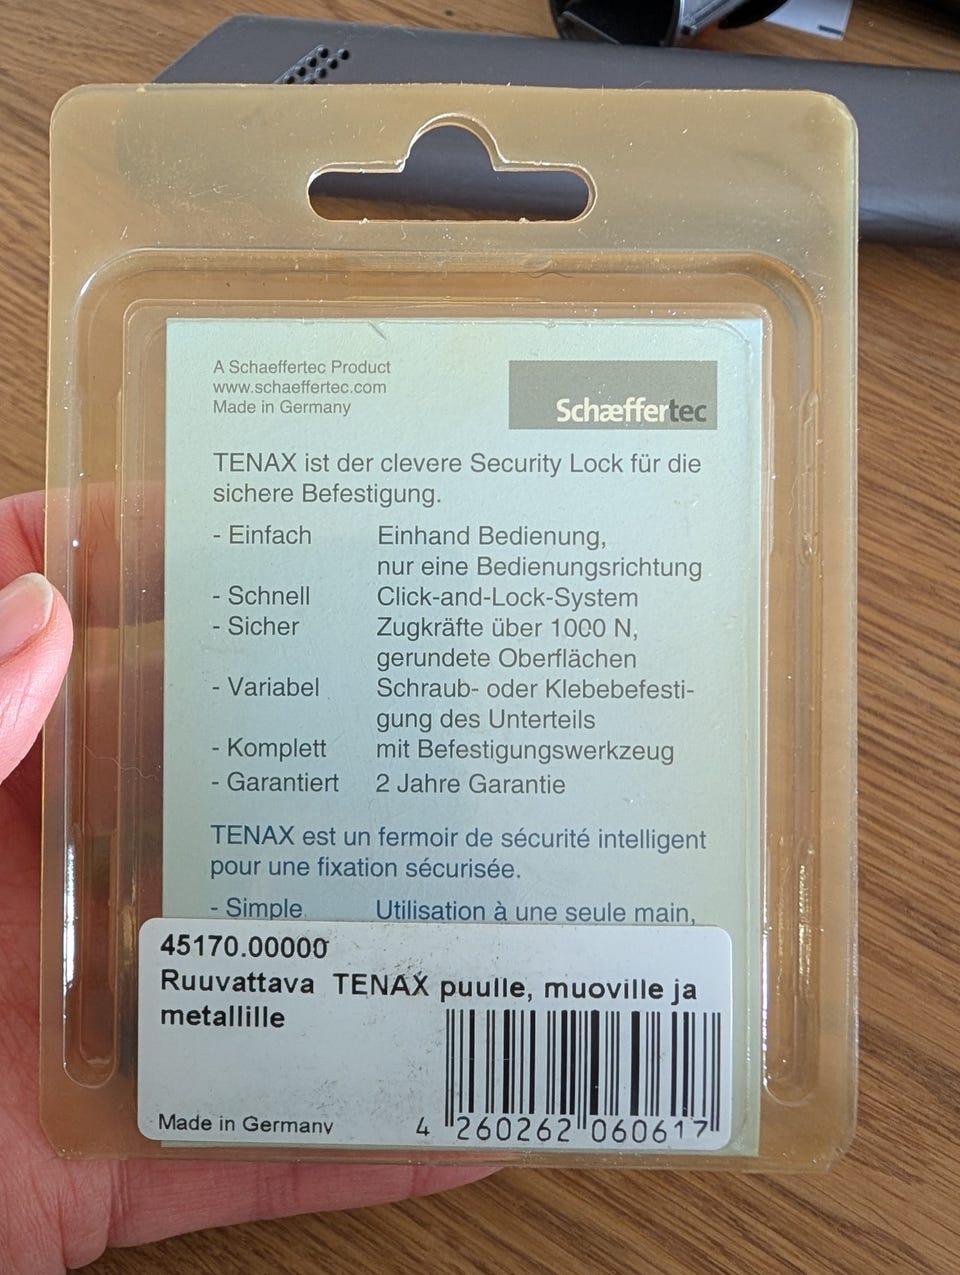 A Schaeffertec Product
www.schaeffertec.com
Made in Germany
Schæffertec
TENAX ist der clevere Security Lock für die
sichere Befestigung.
- Einfach Einhand Bedienung,
nur eine Bedienungsrichtung
- Schnell Click-and-Lock-System
- Sicher Zugkräfte über 1000 N,
gerundete Oberflächen
- Variabel Schraub- oder Klebebefesti-
gung des Unterteils
- Komplett mit Befestigungswerkzeug
- Garantiert 2 Jahre Garantie
TENAX est un fermoir de sécurité intelligent
pour une fixation sécurisée.
- Simple Utilisation à une seule main,
45170.00000
Ruuvattava TENAX puulle, muoville ja
metallille
Made in Germany
4 260262 060617